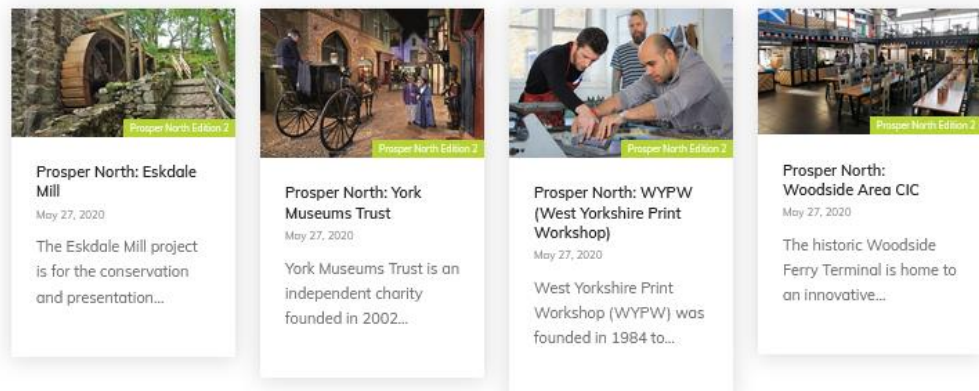 Prosper North Edition 2
Prosper North: Eskdale
Mill
May 27, 2020
The Eskdale Mill project
is for the conservation
and presentation...
Prosper North Edition 2
Prosper North: York
Museums Trust
May 27, 2020
York Museums Trust is an
independent charity
founded in 2002...
Prosper North Edition 2
Prosper North: WYPW
(West Yorkshire Print
Workshop)
May 27, 2020
West Yorkshire Print
Workshop (WYPW) was
founded in 1984 to...
Prosper North Edition 2
Prosper North:
Woodside Area CIC
May 27, 2020
The historic Woodside
Ferry Terminal is home to
an innovative...